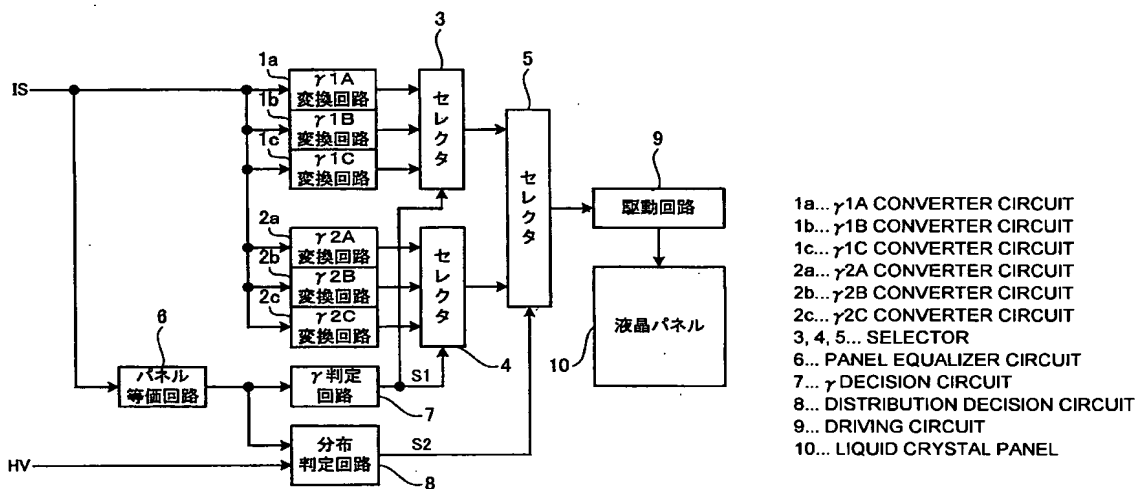 3
1a
γ1A
変換回路
5
IS
1b
γ1B
変換回路
セレクタ
1c
γ1C
変換回路
9
セレクタ
駆動回路
2a
γ2A
変換回路
2b
γ2B
変換回路
セレクタ
2c
γ2C
変換回路
10
液晶パネル
6
パネル
等価回路
γ判定
回路
S1
4
7
分布
判定回路
S2
HV
8
1a... γ1A CONVERTER CIRCUIT
1b... γ1B CONVERTER CIRCUIT
1c... γ1C CONVERTER CIRCUIT
2a... γ2A CONVERTER CIRCUIT
2b... γ2B CONVERTER CIRCUIT
2c... γ2C CONVERTER CIRCUIT
3, 4, 5... SELECTOR
6... PANEL EQUALIZER CIRCUIT
7... γ DECISION CIRCUIT
8... DISTRIBUTION DECISION CIRCUIT
9... DRIVING CIRCUIT
10... LIQUID CRYSTAL PANEL